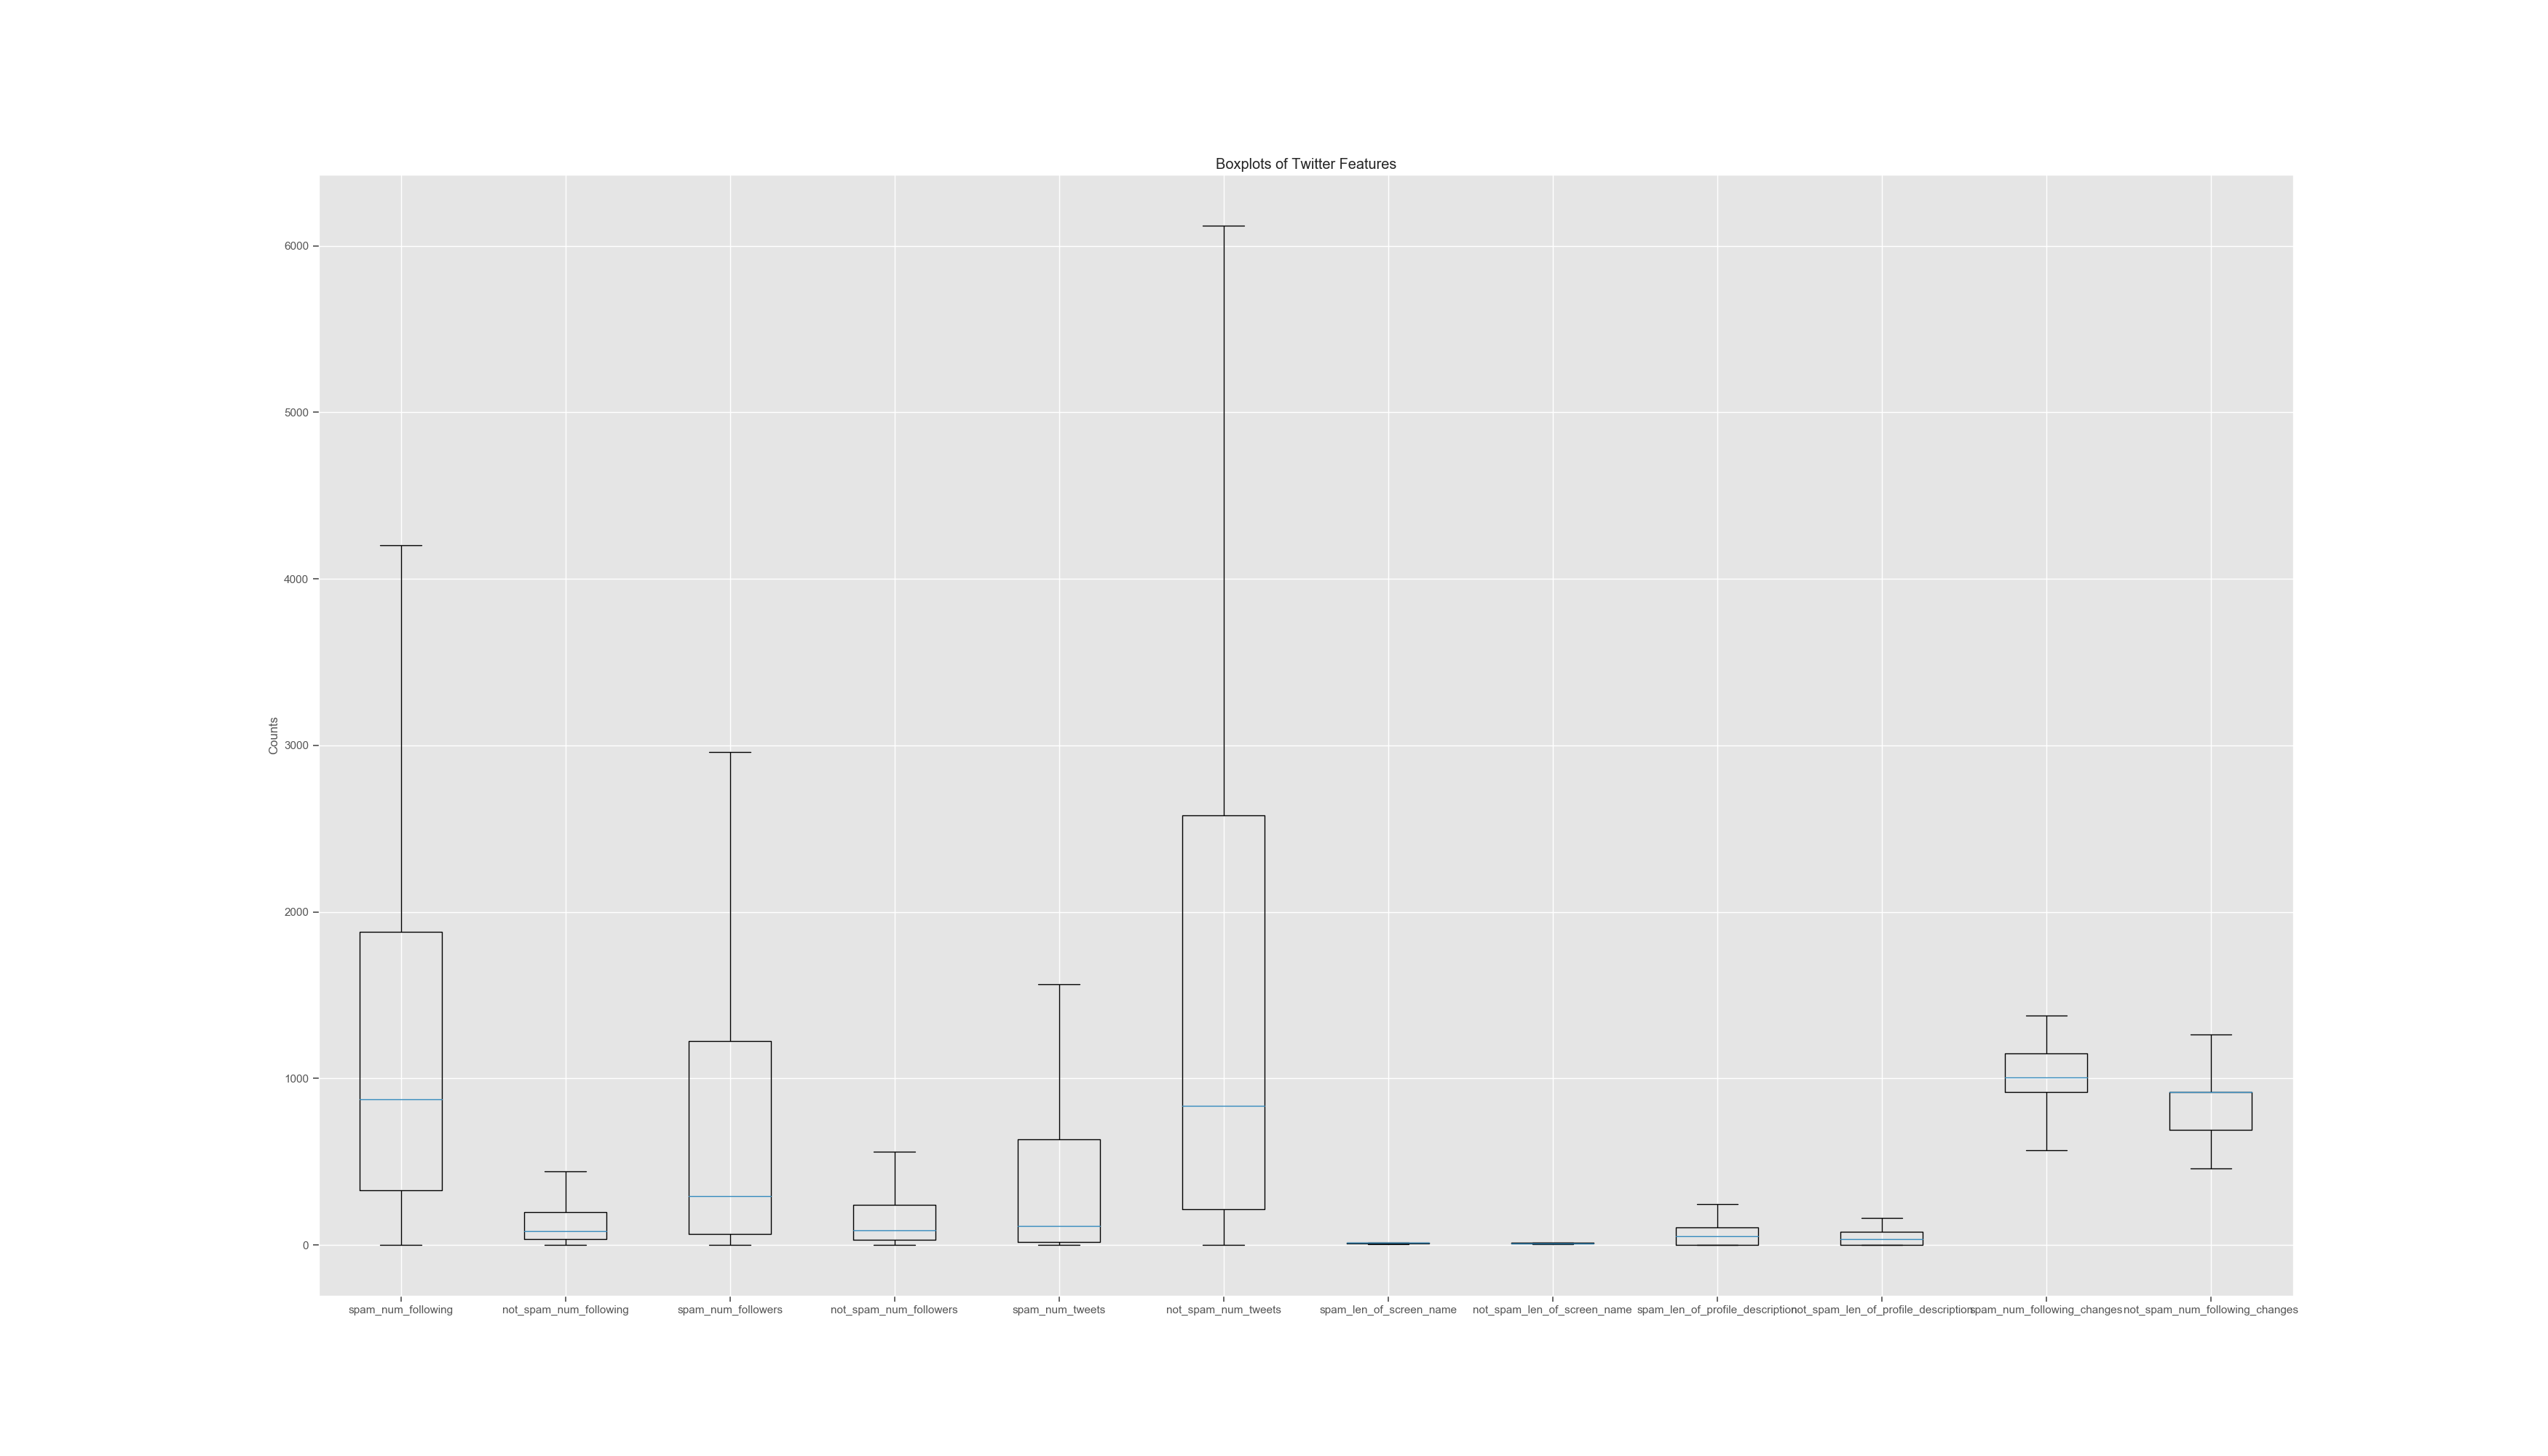 Boxplots of Twitter Features
6000
5000
4000
3000
2000
1000
0
Counts
spam_num_following
not_spam_num_following
spam_num_followers
not_spam_num_followers
spam_num_tweets
not_spam_num_tweets
spam_len_of_screen_name
not_spam_len_of_screen_name
spam_len_of_profile_description
not_spam_len_of_profile_description
spam_num_following_changes
not_spam_num_following_changes